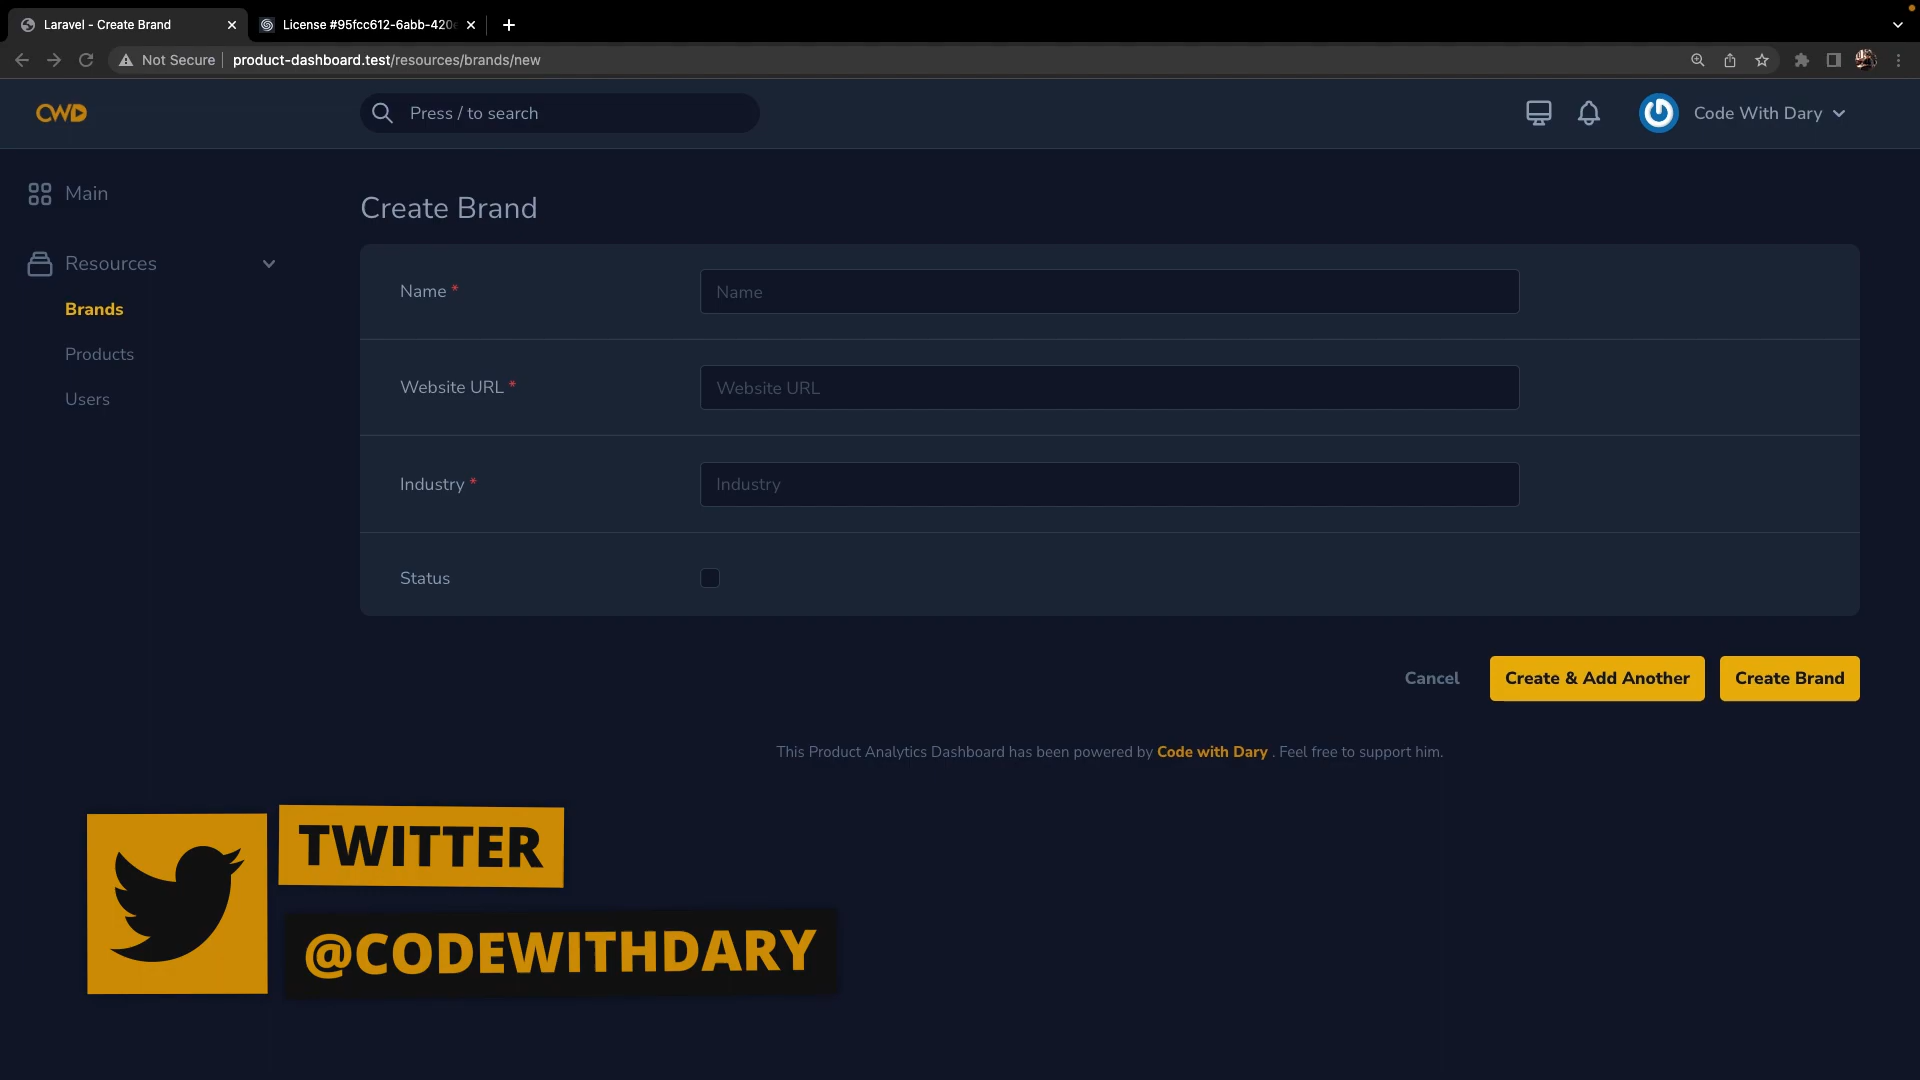 Laravel - Create Brand
License #95fcc612-6abb-420
Not Secure
product-dashboard.test/resources/brands/new
CWD
Press / to search
Code With Dary
Main
Resources
Brands
Products
Users
Create Brand
Name *
Name
Website URL *
Website URL
Industry *
Industry
Status
Cancel
Create & Add Another
Create Brand
This Product Analytics Dashboard has been powered by Code with Dary . Feel free to support him.
TWITTER
@CODEWITHDARY